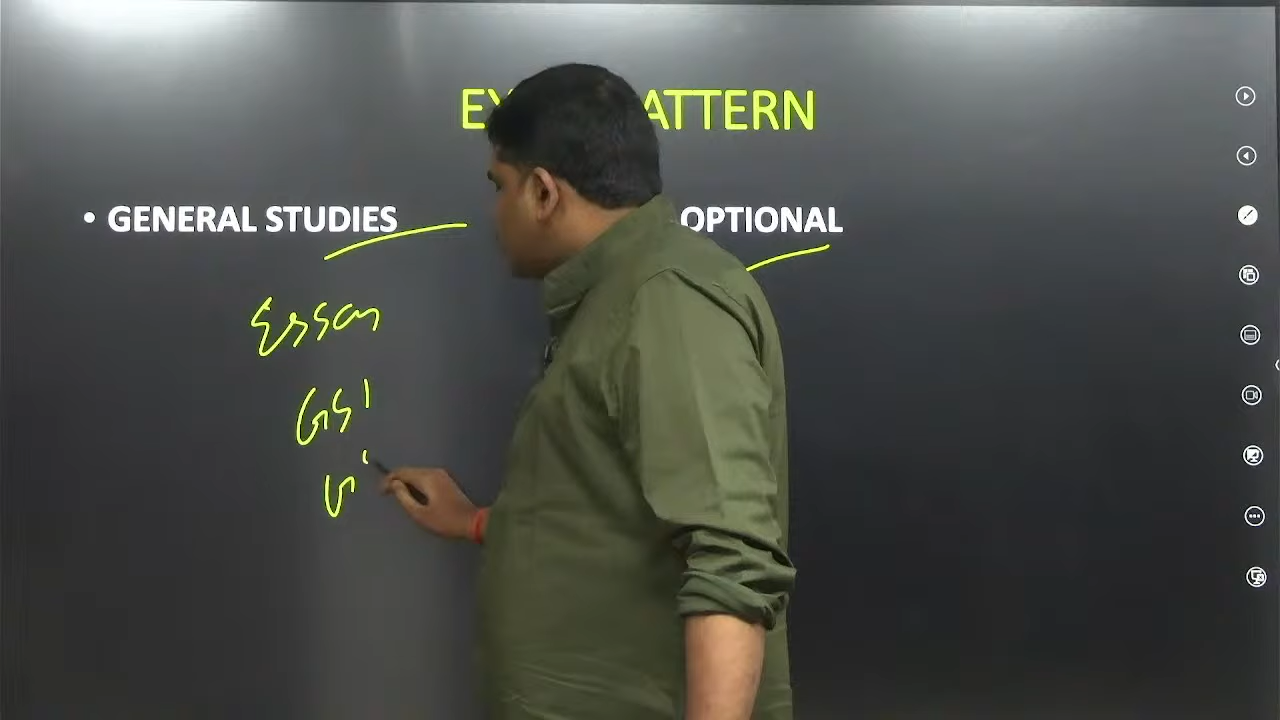 EX ATTERN
• GENERAL STUDIES OPTIONAL
Essay
GS1
G